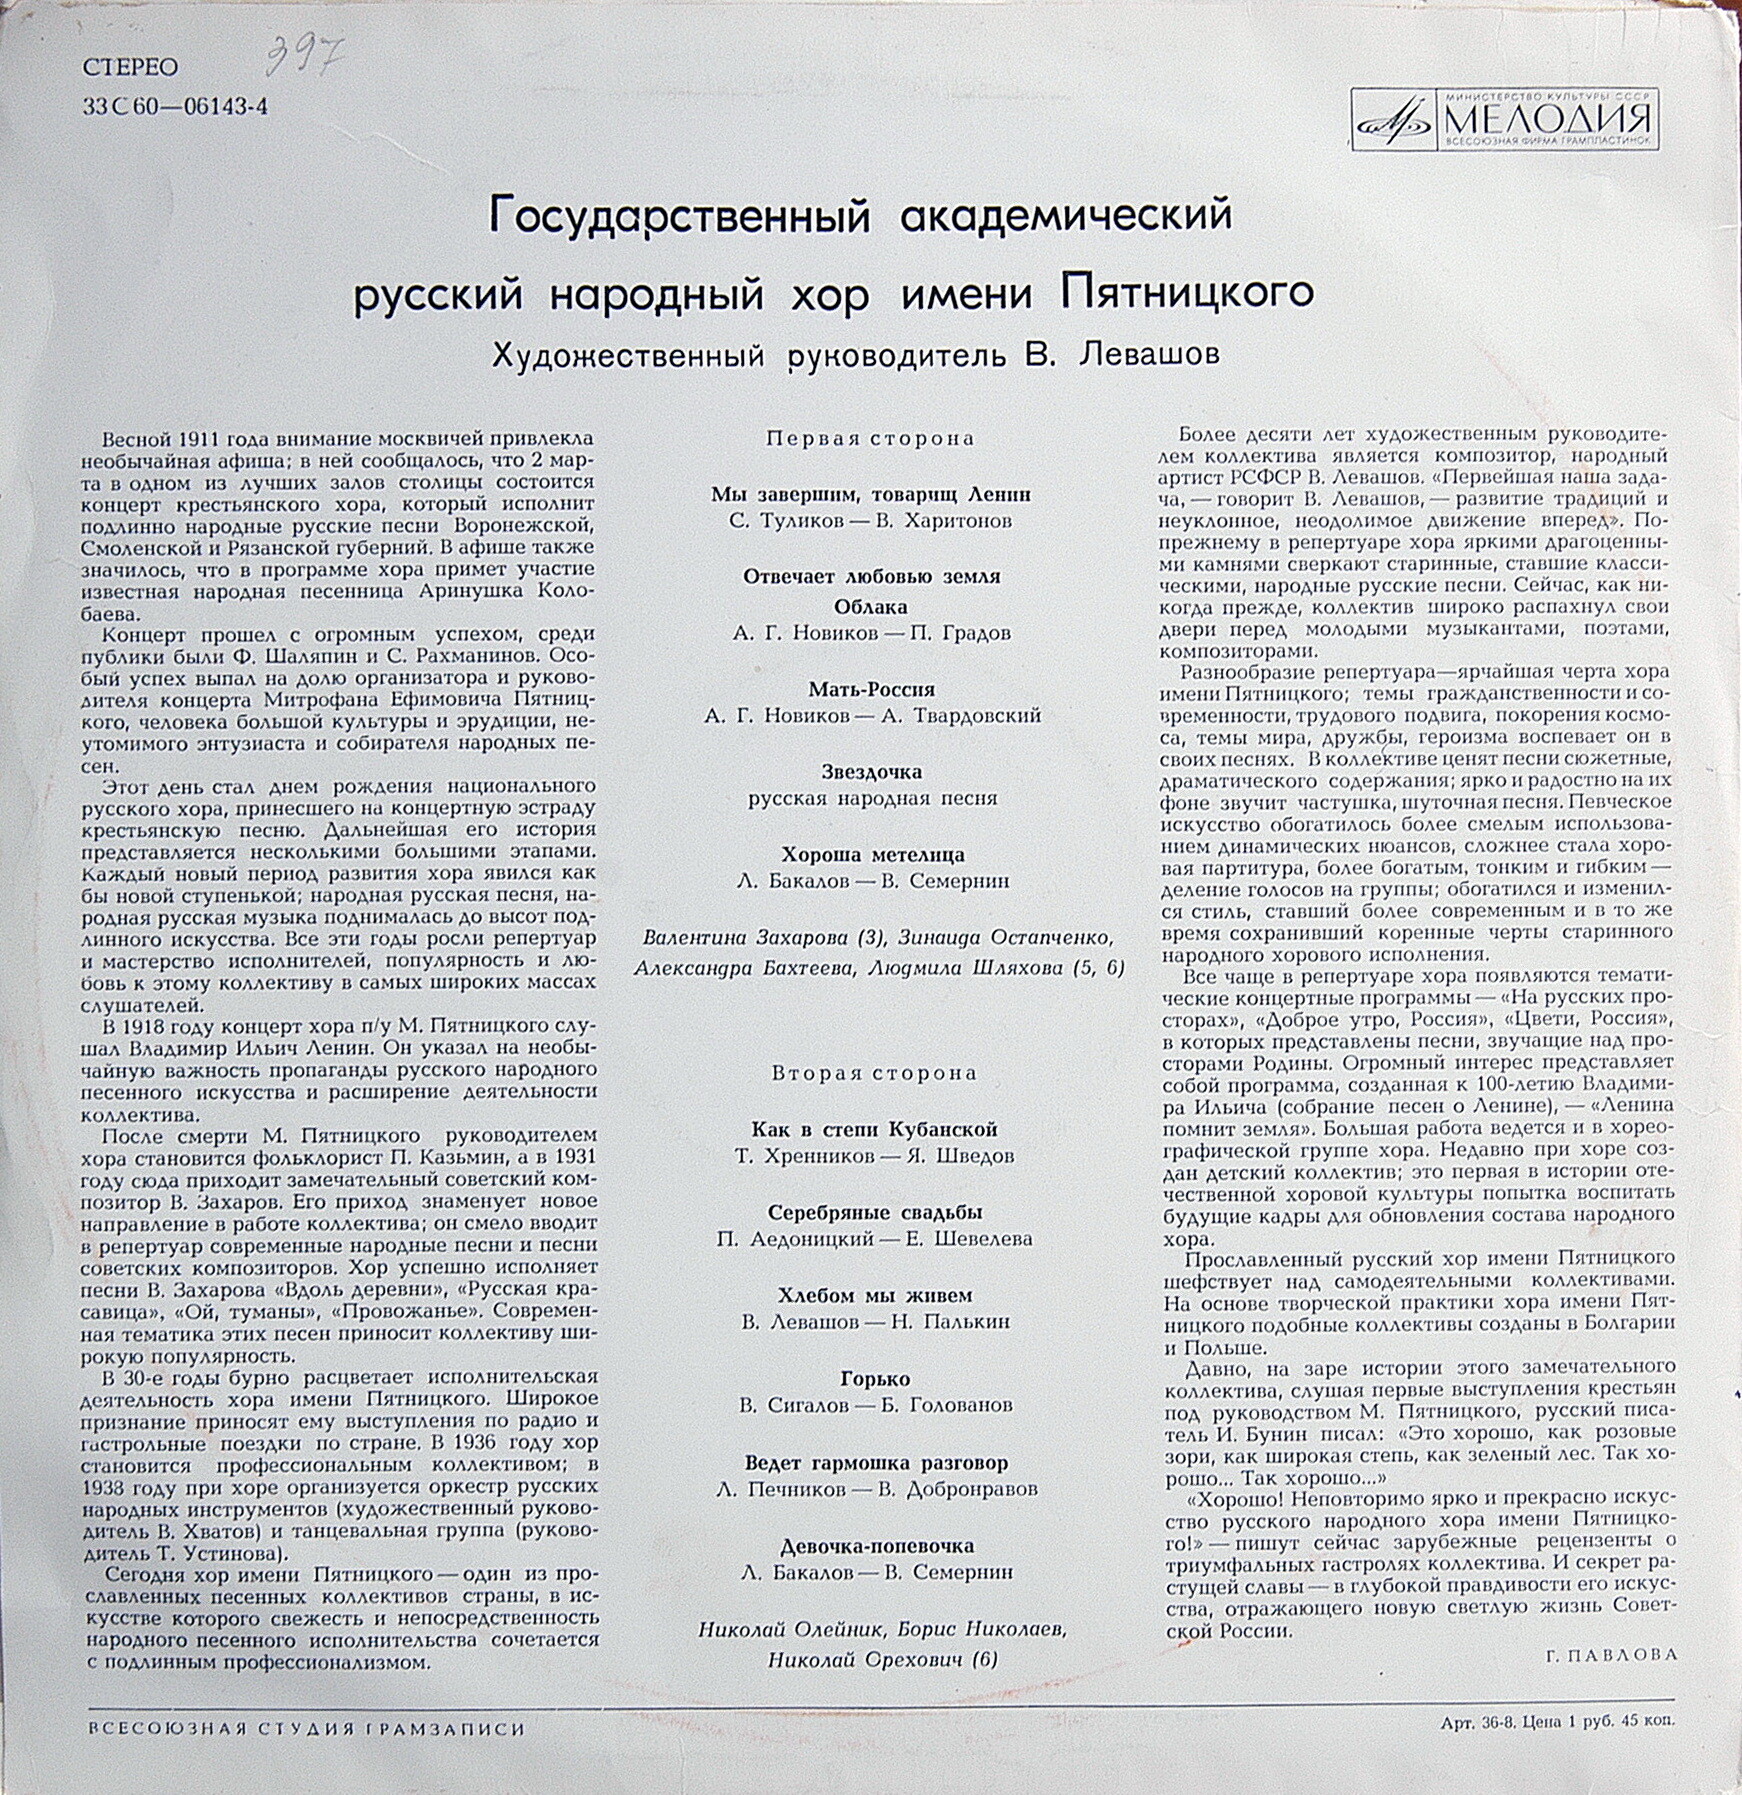 СТЕРЕО
397
33 С 60—06143-4
МИНИСТЕРСТВО КУЛЬТУРЫ СССР
МЕЛОДИЯ
ВСЕСОЮЗНАЯ ФИРМА ГРАМПЛАСТИНОК
Государственный академический
русский народный хор имени Пятницкого
Художественный руководитель В. Левашов
Весной 1911 года внимание москвичей привлекла
необычайная афиша; в ней сообщалось, что 2 мар-
та в одном из лучших залов столицы состоится
концерт крестьянского хора, который исполнит
подлинно народные русские песни Воронежской,
Смоленской и Рязанской губерний. В афише также
значилось, что в программе хора примет участие
известная народная песенница Аринушка Коло-
баева.
Концерт прошел с огромным успехом, среди
публики были Ф. Шаляпин и С. Рахманинов. Осо-
бый успех выпал на долю организатора и руково-
дителя концерта Митрофана Ефимовича Пятниц-
кого, человека большой культуры и эрудиции, не-
утомимого энтузиаста и собирателя народных пе-
сен.
Этот день стал днем рождения национального
русского хора, принесшего на концертную эстраду
крестьянскую песню. Дальнейшая его история
представляется несколькими большими этапами.
Каждый новый период развития хора явился как
бы новой ступенькой; народная русская песня, на-
родная русская музыка поднималась до высот под-
линного искусства. Все эти годы росли репертуар
и мастерство исполнителей, популярность и лю-
бовь к этому коллективу в самых широких массах
слушателей.
В 1918 году концерт хора п/у М. Пятницкого слу-
шал Владимир Ильич Ленин. Он указал на необы-
чайную важность пропаганды русского народного
песенного искусства и расширение деятельности
коллектива.
После смерти М. Пятницкого руководителем
хора становится фольклорист П. Казьмин, а в 1931
году сюда приходит замечательный советский ком-
позитор В. Захаров. Его приход знаменует новое
направление в работе коллектива; он смело вводит
в репертуар современные народные песни и песни
советских композиторов. Хор успешно исполняет
песни В. Захарова «Вдоль деревни», «Русская кра-
савица», «Ой, туманы», «Провожанье». Современ-
ная тематика этих песен приносит коллективу ши-
рокую популярность.
В 30-е годы бурно расцветает исполнительская
деятельность хора имени Пятницкого. Широкое
признание приносят ему выступления по радио и
гастрольные поездки по стране. В 1936 году хор
становится профессиональным коллективом; в
1938 году при хоре организуется оркестр русских
народных инструментов (художественный руково-
дитель В. Хватов) и танцевальная группа (руково-
дитель Т. Устинова).
Сегодня хор имени Пятницкого — один из про-
славленных песенных коллективов страны, в ис-
кусстве которого свежесть и непосредственность
народного песенного исполнительства сочетается
с подлинным профессионализмом.
Первая сторона
Мы завершим, товарищ Ленин
С. Туликов — В. Харитонов
Отвечает любовью земля
Облака
А. Г. Новиков — П. Градов
Мать-Россия
А. Г. Новиков — А. Твардовский
Звездочка
русская народная песня
Хороша метелица
Л. Бакалов — В. Семернин
Валентина Захарова (3), Зинаида Остапченко,
Александра Бахтеева, Людмила Шляхова (5, 6)
Вторая сторона
Как в степи Кубанской
Т. Хренников — Я. Шведов
Серебряные свадьбы
П. Аедоницкий — Е. Шевелева
Хлебом мы живем
В. Левашов — Н. Палькин
Горько
В. Сигалов — Б. Голованов
Ведет гармошка разговор
Л. Печников — В. Добронравов
Девочка-попевочка
Л. Бакалов — В. Семернин
Николай Олейник, Борис Николаев,
Николай Орехович (6)
Более десяти лет художественным руководите-
лем коллектива является композитор, народный
артист РСФСР В. Левашов. «Первейшая наша зада-
ча, — говорит В. Левашов, — развитие традиций и
неуклонное, неодолимое движение вперед». По-
прежнему в репертуаре хора яркими драгоценны-
ми камнями сверкают старинные, ставшие класси-
ческими, народные русские песни. Сейчас, как ни-
когда прежде, коллектив широко распахнул свои
двери перед молодыми музыкантами, поэтами,
композиторами.
Разнообразие репертуара—ярчайшая черта хора
имени Пятницкого; темы гражданственности и со-
временности, трудового подвига, покорения космо-
са, темы мира, дружбы, героизма воспевает он в
своих песнях. В коллективе ценят песни сюжетные,
драматического содержания; ярко и радостно на их
фоне звучит частушка, шуточная песня. Певческое
искусство обогатилось более смелым использова-
нием динамических нюансов, сложнее стала хоро-
вая партитура, более богатым, тонким и гибким —
деление голосов на группы; обогатился и изменил-
ся стиль, ставший более современным и в то же
время сохранивший коренные черты старинного
народного хорового исполнения.
Все чаще в репертуаре хора появляются темати-
ческие концертные программы — «На русских про-
сторах», «Доброе утро, Россия», «Цвети, Россия»,
в которых представлены песни, звучащие над про-
сторами Родины. Огромный интерес представляет
собой программа, созданная к 100-летию Владими-
ра Ильича (собрание песен о Ленине), — «Ленина
помнит земля». Большая работа ведется и в хорео-
графической группе хора. Недавно при хоре соз-
дан детский коллектив; это первая в истории оте-
чественной хоровой культуры попытка воспитать
будущие кадры для обновления состава народного
хора.
Прославленный русский хор имени Пятницкого
шефствует над самодеятельными коллективами.
На основе творческой практики хора имени Пят-
ницкого подобные коллективы созданы в Болгарии
и Польше.
Давно, на заре истории этого замечательного
коллектива, слушая первые выступления крестьян
под руководством М. Пятницкого, русский писа-
тель И. Бунин писал: «Это хорошо, как розовые
зори, как широкая степь, как зеленый лес. Так хо-
рошо... Так хорошо...»
«Хорошо! Неповторимо ярко и прекрасно искус-
ство русского народного хора имени Пятницко-
го!» — пишут сейчас зарубежные рецензенты о
триумфальных гастролях коллектива. И секрет ра-
стущей славы — в глубокой правдивости его искус-
ства, отражающего новую светлую жизнь Совет-
ской России.
Г. ПАВЛОВА
ВСЕСОЮЗНАЯ СТУДИЯ ГРАМЗАПИСИ
Арт. 36-8. Цена 1 руб. 45 коп.